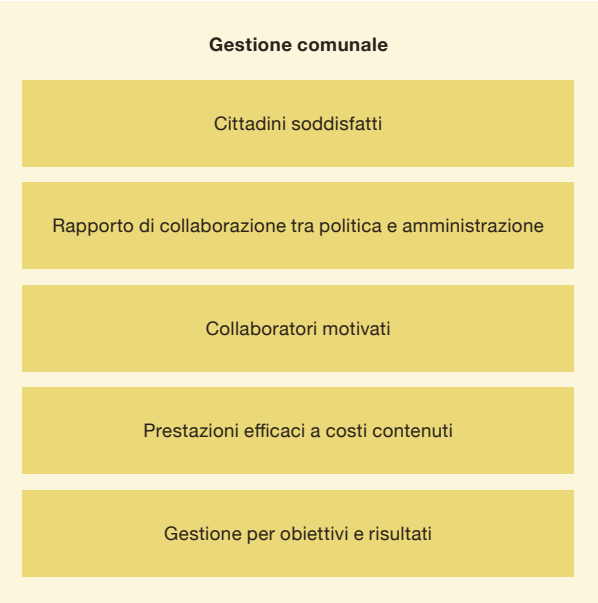 Gestione comunale
Cittadini soddisfatti
Rapporto di collaborazione tra politica e amministrazione
Collaboratori motivati
Prestazioni efficaci a costi contenuti
Gestione per obiettivi e risultati